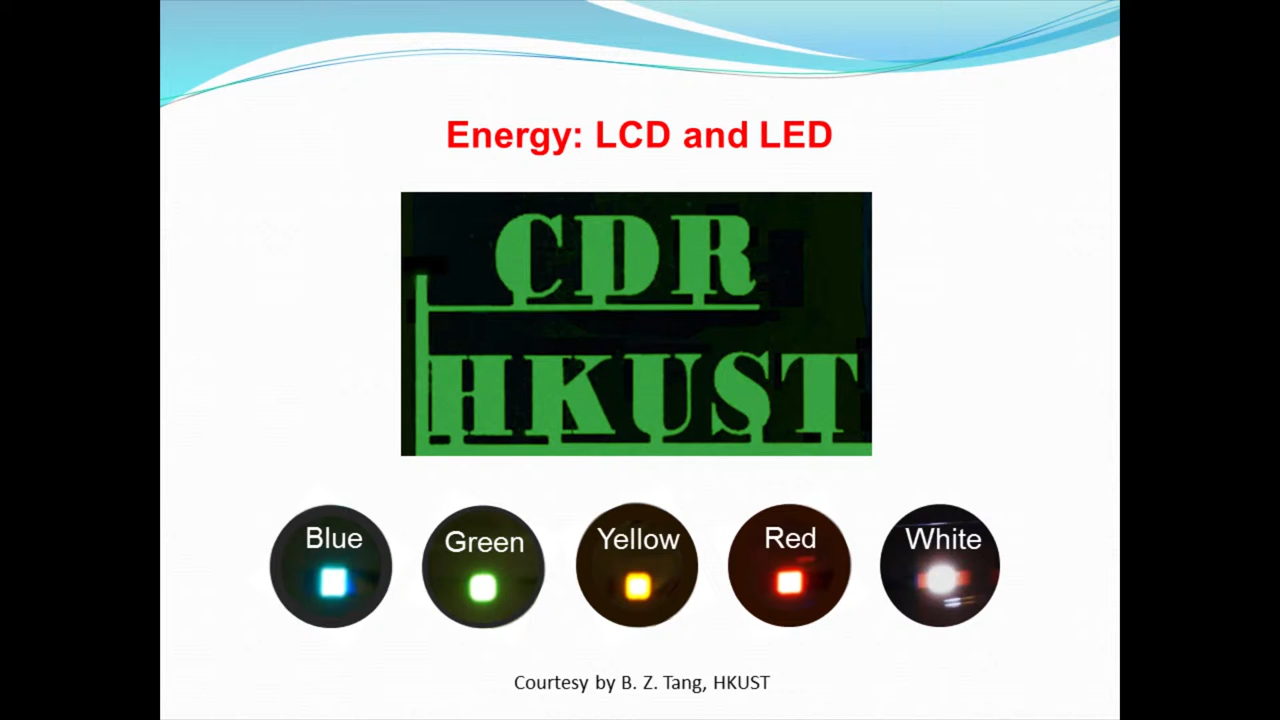 Energy: LCD and LED
CDR
HKUST
Blue Green Yellow Red White
Courtesy by B. Z. Tang, HKUST